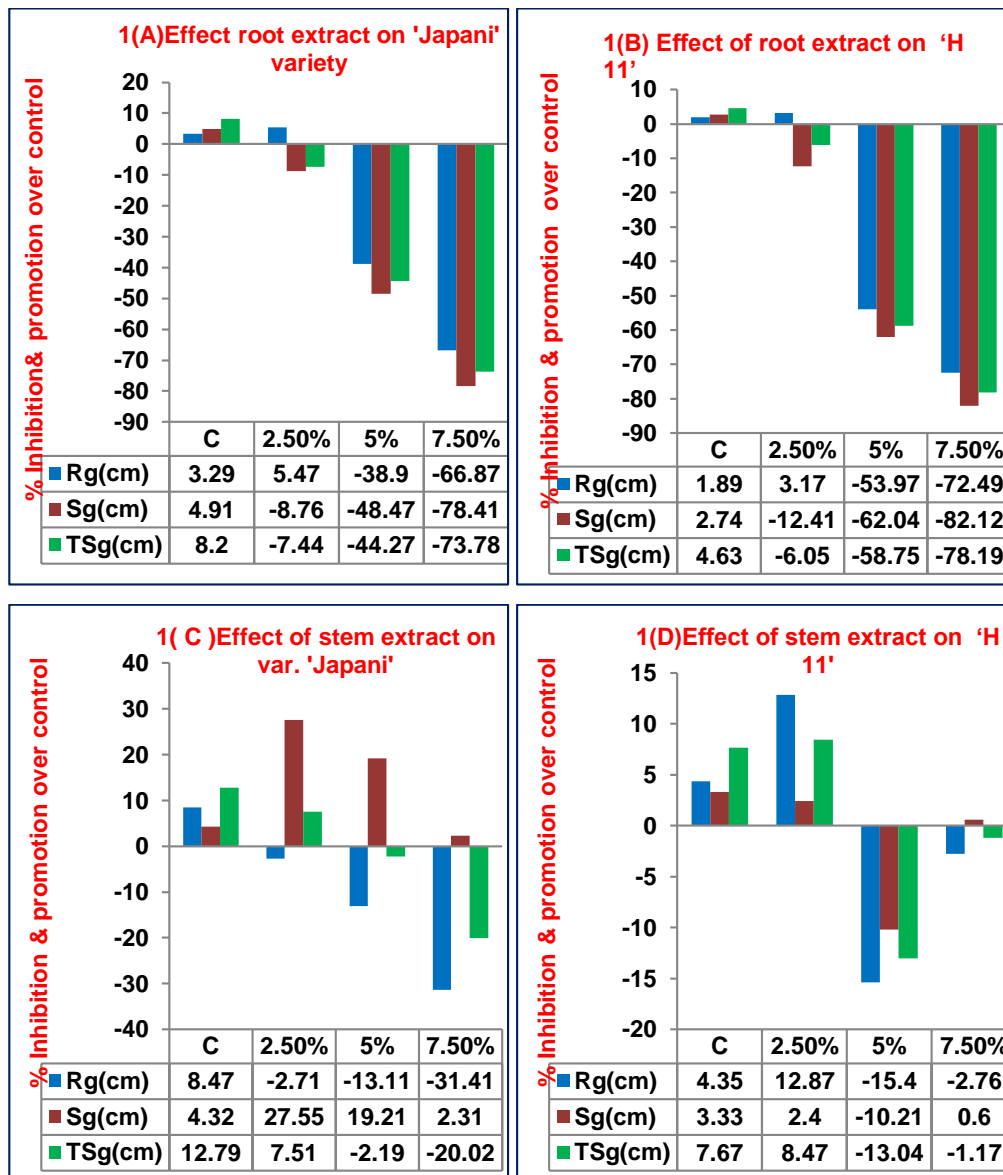 1(A)Effect root extract on 'Japani'
variety
% Inhibition& promotion over control
20
10
0
-10
-20
-30
-40
-50
-60
-70
-80
-90
C 2.50% 5% 7.50%
Rg(cm) 3.29 5.47 -38.9 -66.87
Sg(cm) 4.91 -8.76 -48.47 -78.41
TSg(cm) 8.2 -7.44 -44.27 -73.78
1(B) Effect of root extract on ‘H
11’
% Inhibition & promotion over control
10
0
-10
-20
-30
-40
-50
-60
-70
-80
-90
C 2.50% 5% 7.50%
Rg(cm) 1.89 3.17 -53.97 -72.49
Sg(cm) 2.74 -12.41 -62.04 -82.12
TSg(cm) 4.63 -6.05 -58.75 -78.19
1( C )Effect of stem extract on
var. 'Japani'
% Inhibition & promotion over control
40
30
20
10
0
-10
-20
-30
-40
C 2.50% 5% 7.50%
Rg(cm) 8.47 -2.71 -13.11 -31.41
Sg(cm) 4.32 27.55 19.21 2.31
TSg(cm) 12.79 7.51 -2.19 -20.02
1(D)Effect of stem extract on ‘H
11'
% Inhibition & promotion over control
15
10
5
0
-5
-10
-15
-20
C 2.50% 5% 7.50%
Rg(cm) 4.35 12.87 -15.4 -2.76
Sg(cm) 3.33 2.4 -10.21 0.6
TSg(cm) 7.67 8.47 -13.04 -1.17